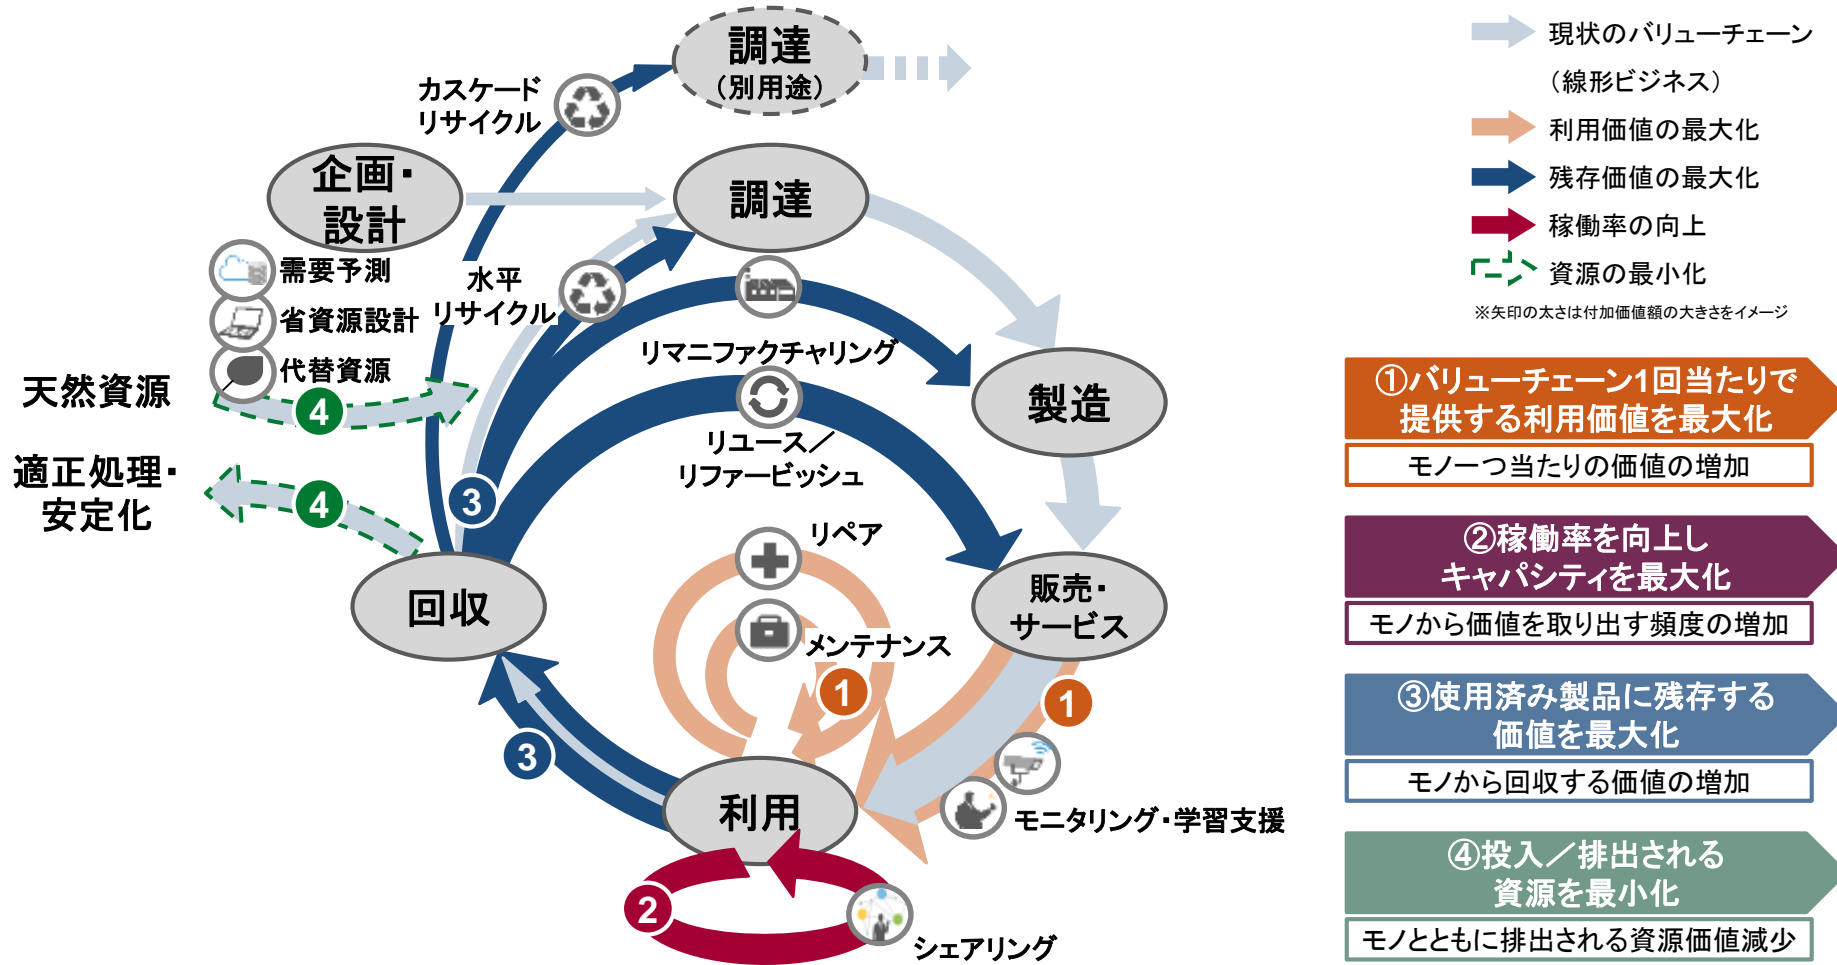 調達
(別用途)
カスケード
リサイクル
企画・
設計
調達
需要予測
省資源設計
代替資源
水平
リサイクル
リマニファクチャリング
天然資源
4
製造
リユース／
リファービッシュ
適正処理・
安定化
4
3
リペア
回収
販売・
サービス
メンテナンス
1
1
3
利用
モニタリング・学習支援
2
シェアリング
現状のバリューチェーン
(線形ビジネス)
利用価値の最大化
残存価値の最大化
稼働率の向上
資源の最小化
※矢印の太さは付加価値額の大きさをイメージ
①バリューチェーン1回当たりで
提供する利用価値を最大化
モノ一つ当たりの価値の増加
②稼働率を向上し
キャパシティを最大化
モノから価値を取り出す頻度の増加
③使用済み製品に残存する
価値を最大化
モノから回収する価値の増加
④投入／排出される
資源を最小化
モノとともに排出される資源価値減少